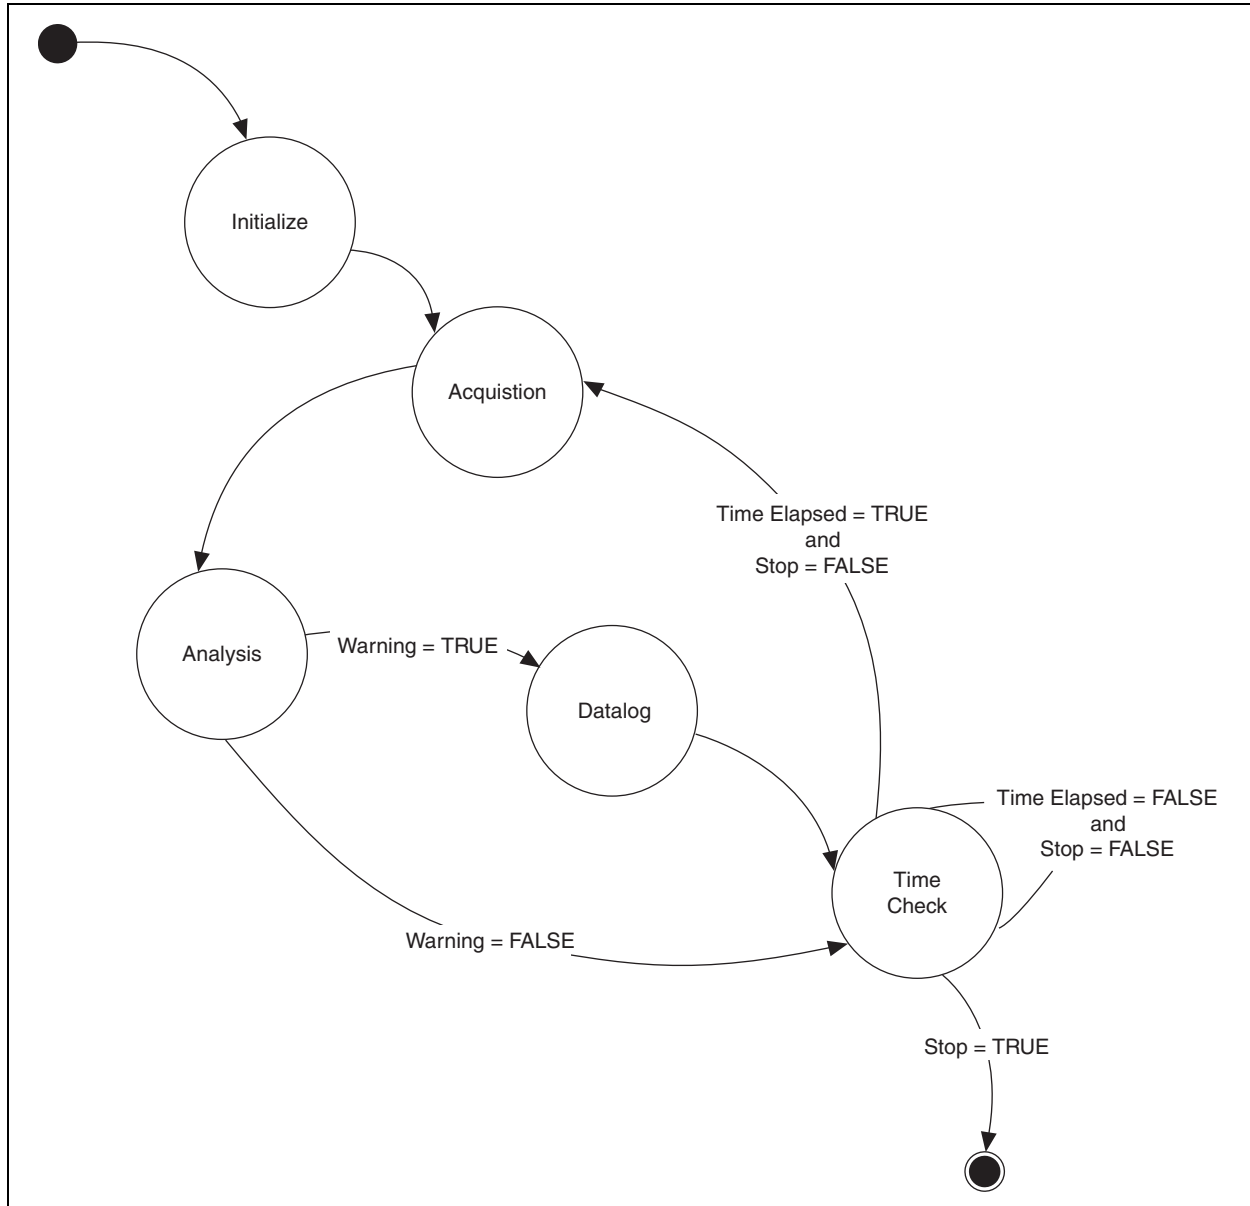 Initialize
Acquistion
Time Elapsed = TRUE
and
Stop = FALSE
Analysis
Warning = TRUE
Datalog
Time Elapsed = FALSE
and
Stop = FALSE
Time
Check
Warning = FALSE
Stop = TRUE